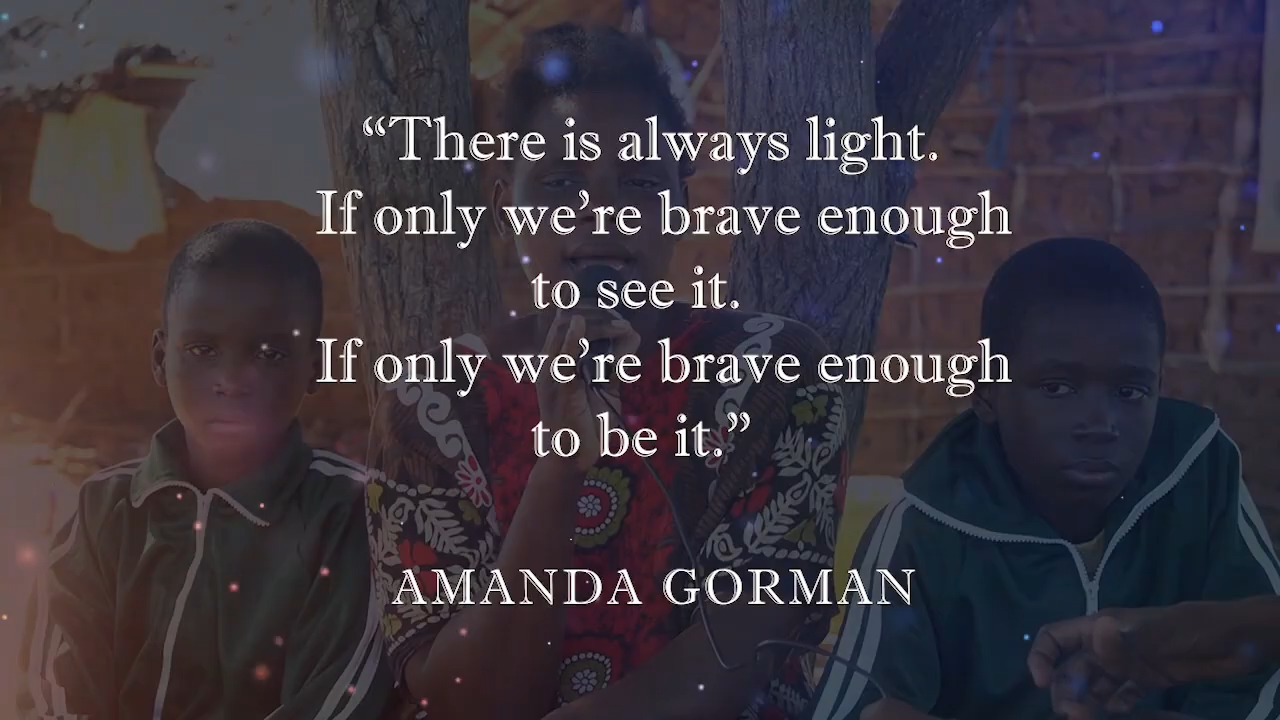 “There is always light.
If only we’re brave enough
to see it.
If only we’re brave enough
to be it.”
AMANDA GORMAN